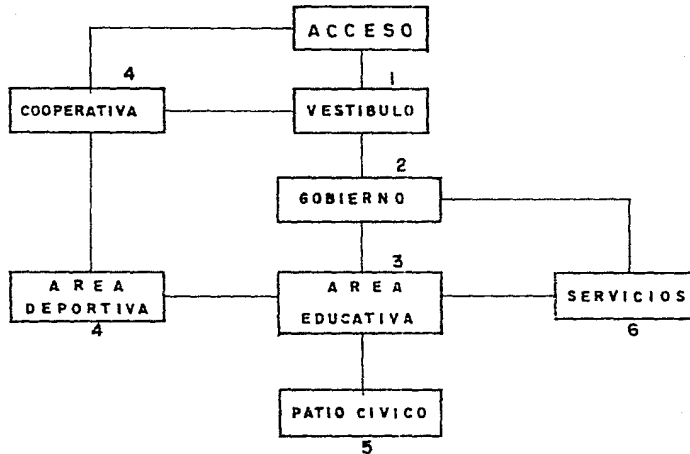 ACCESO
4
1
COOPERATIVA
VESTIBULO
2
GOBIERNO
3
AREA
DEPORTIVA
4
AREA
EDUCATIVA
SERVICIOS
6
PATIO CIVICO
5